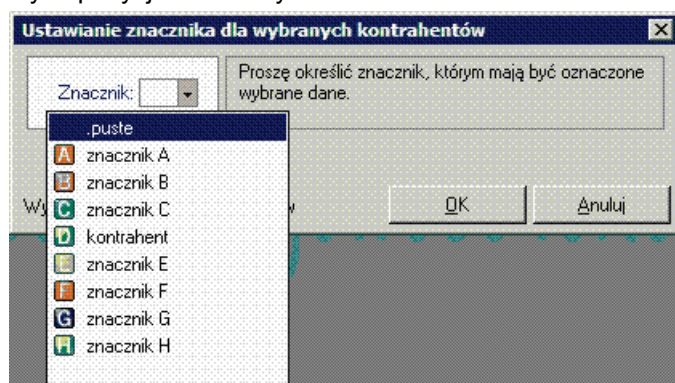 Ustawianie znacznika dla wybranych kontrahentów
Znacznik:
Proszę określić znacznik, którym mają być oznaczone
wybrane dane.
.puste
A znacznik A
B znacznik B
C znacznik C
D kontrahent
E znacznik E
F znacznik F
G znacznik G
H znacznik H
OK
Anuluj